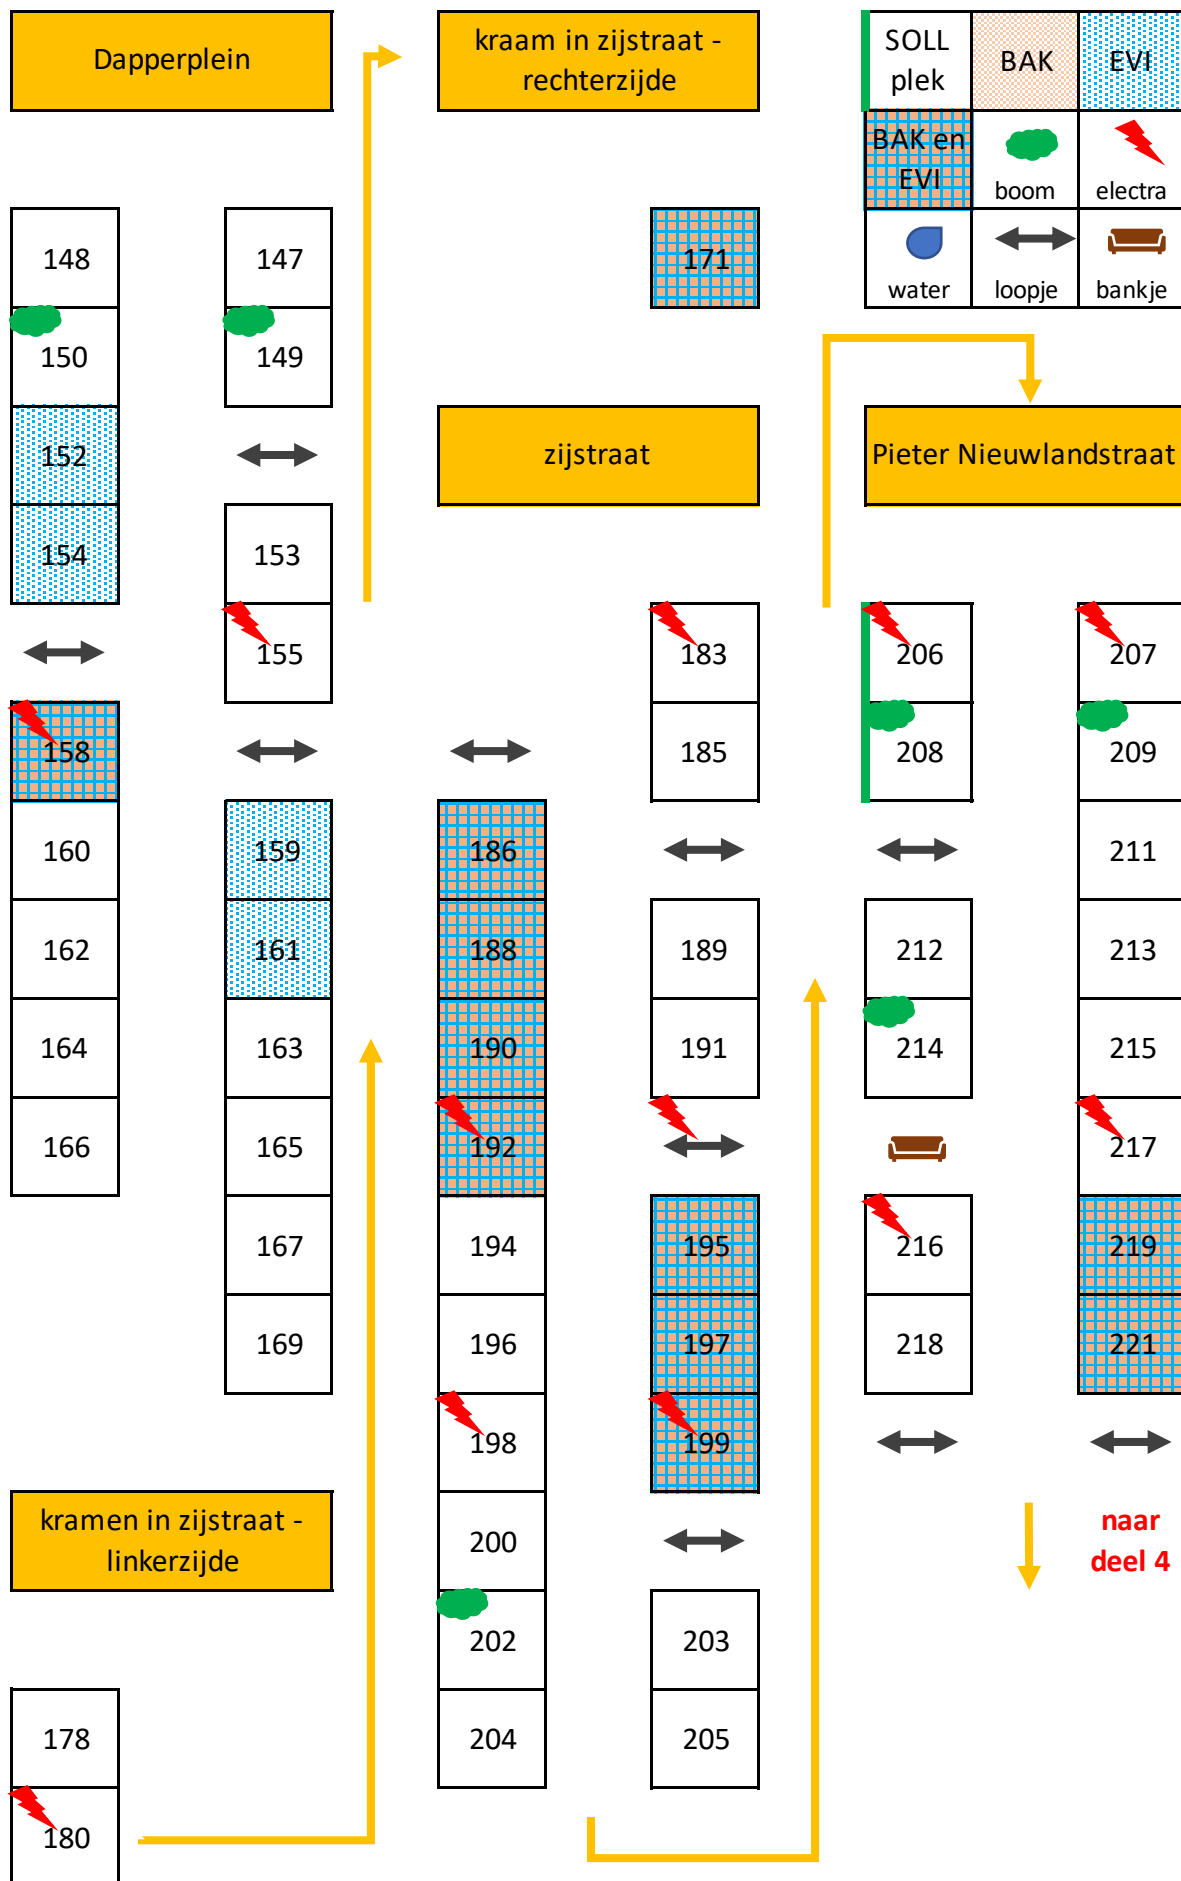 Dapperplein
kraam in zijstraat -
rechterzijde
SOLL
plek
BAK
EVI
BAK en
EVI
boom
electra
water
loopje
bankje
148
147
171
150
149
152
zijstraat
Pieter Nieuwlandstraat
154
153
155
183
206
207
158
185
208
209
160
159
186
211
162
161
188
189
212
213
164
163
190
191
214
215
166
165
192
217
167
194
195
216
219
169
196
197
218
221
198
199
kramen in zijstraat -
linkerzijde
200
naar
deel 4
202
203
178
204
205
180